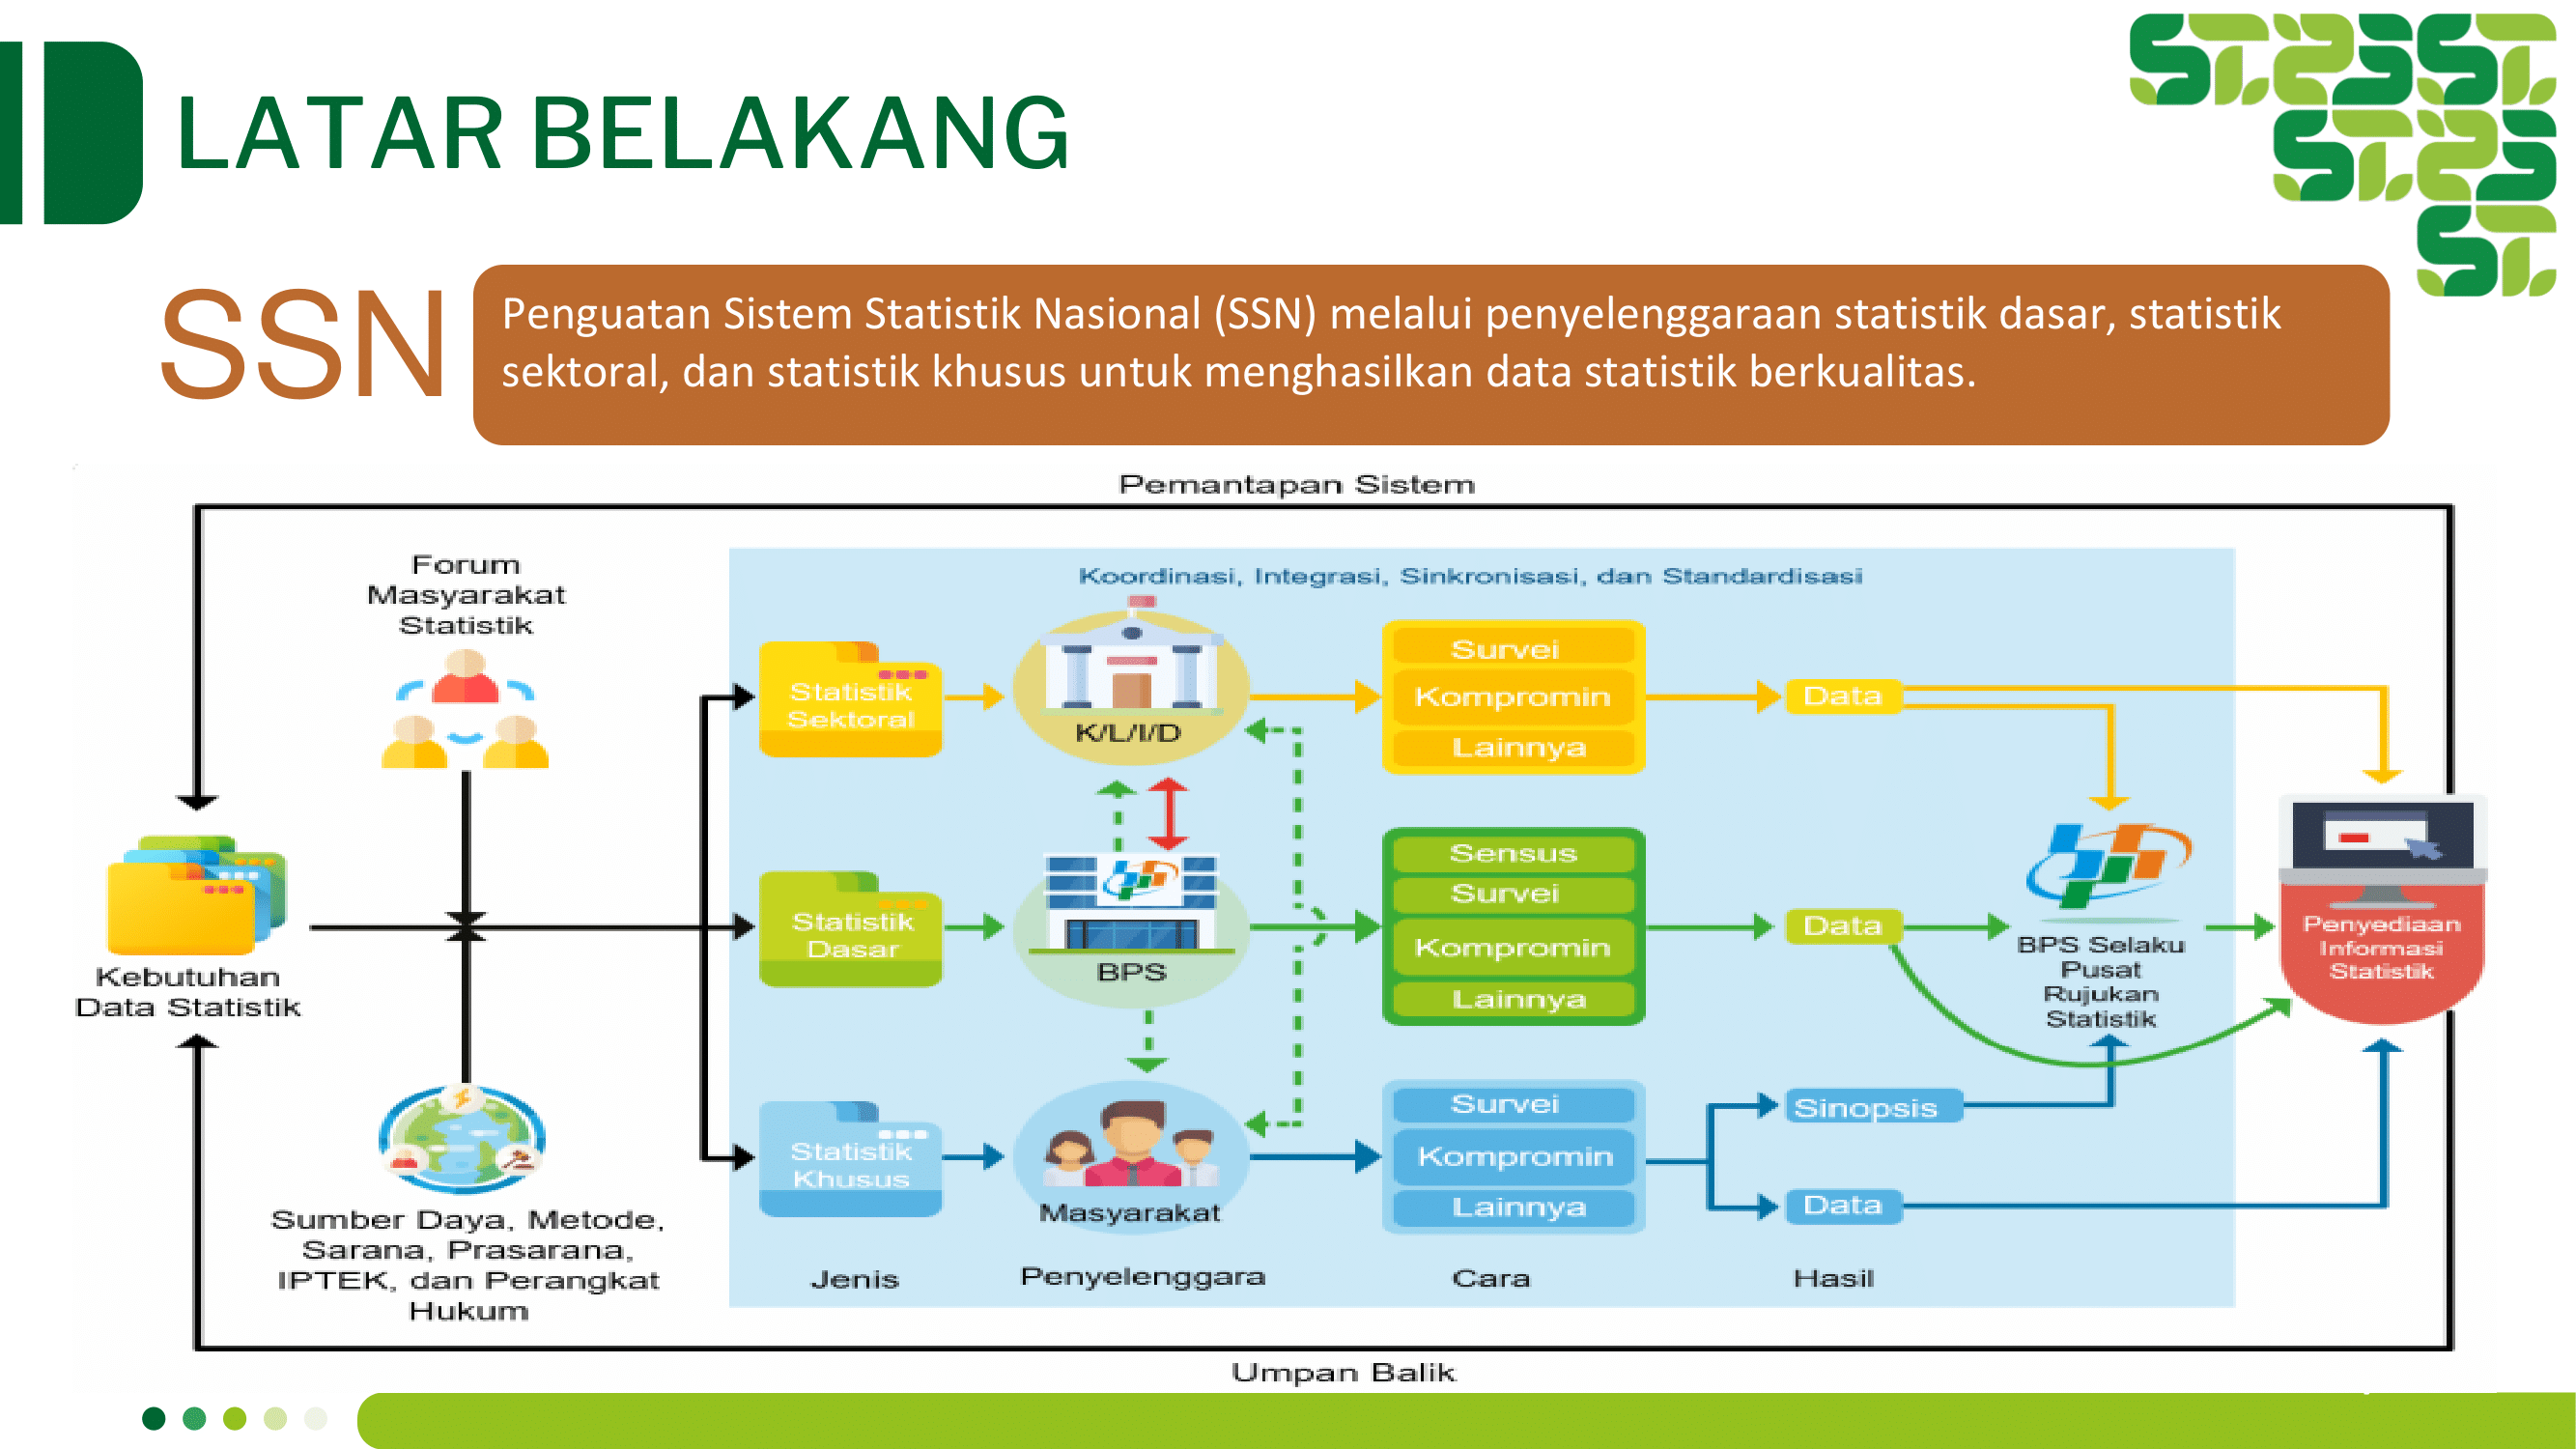 LATAR BELAKANG
SSN
Penguatan Sistem Statistik Nasional (SSN) melalui penyelenggaraan statistik dasar, statistik
sektoral, dan statistik khusus untuk menghasilkan data statistik berkualitas.
Pemantapan Sistem
Forum
Masyarakat
Statistik
Kebutuhan
Data Statistik
Sumber Daya, Metode,
Sarana, Prasarana,
IPTEK, dan Perangkat
Hukum
Koordinasi, Integrasi, Sinkronisasi, dan Standardisasi
Statistik
Sektoral
K/L/I/D
Survei
Kompromin
Lainnya
Data
Statistik
Dasar
BPS
Sensus
Survei
Kompromin
Lainnya
Data
BPS Selaku
Pusat
Rujukan
Statistik
Penyediaan
Informasi
Statistik
Statistik
Khusus
Masyarakat
Survei
Kompromin
Lainnya
Sinopsis
Data
Jenis
Penyelenggara
Cara
Hasil
Umpan Balik